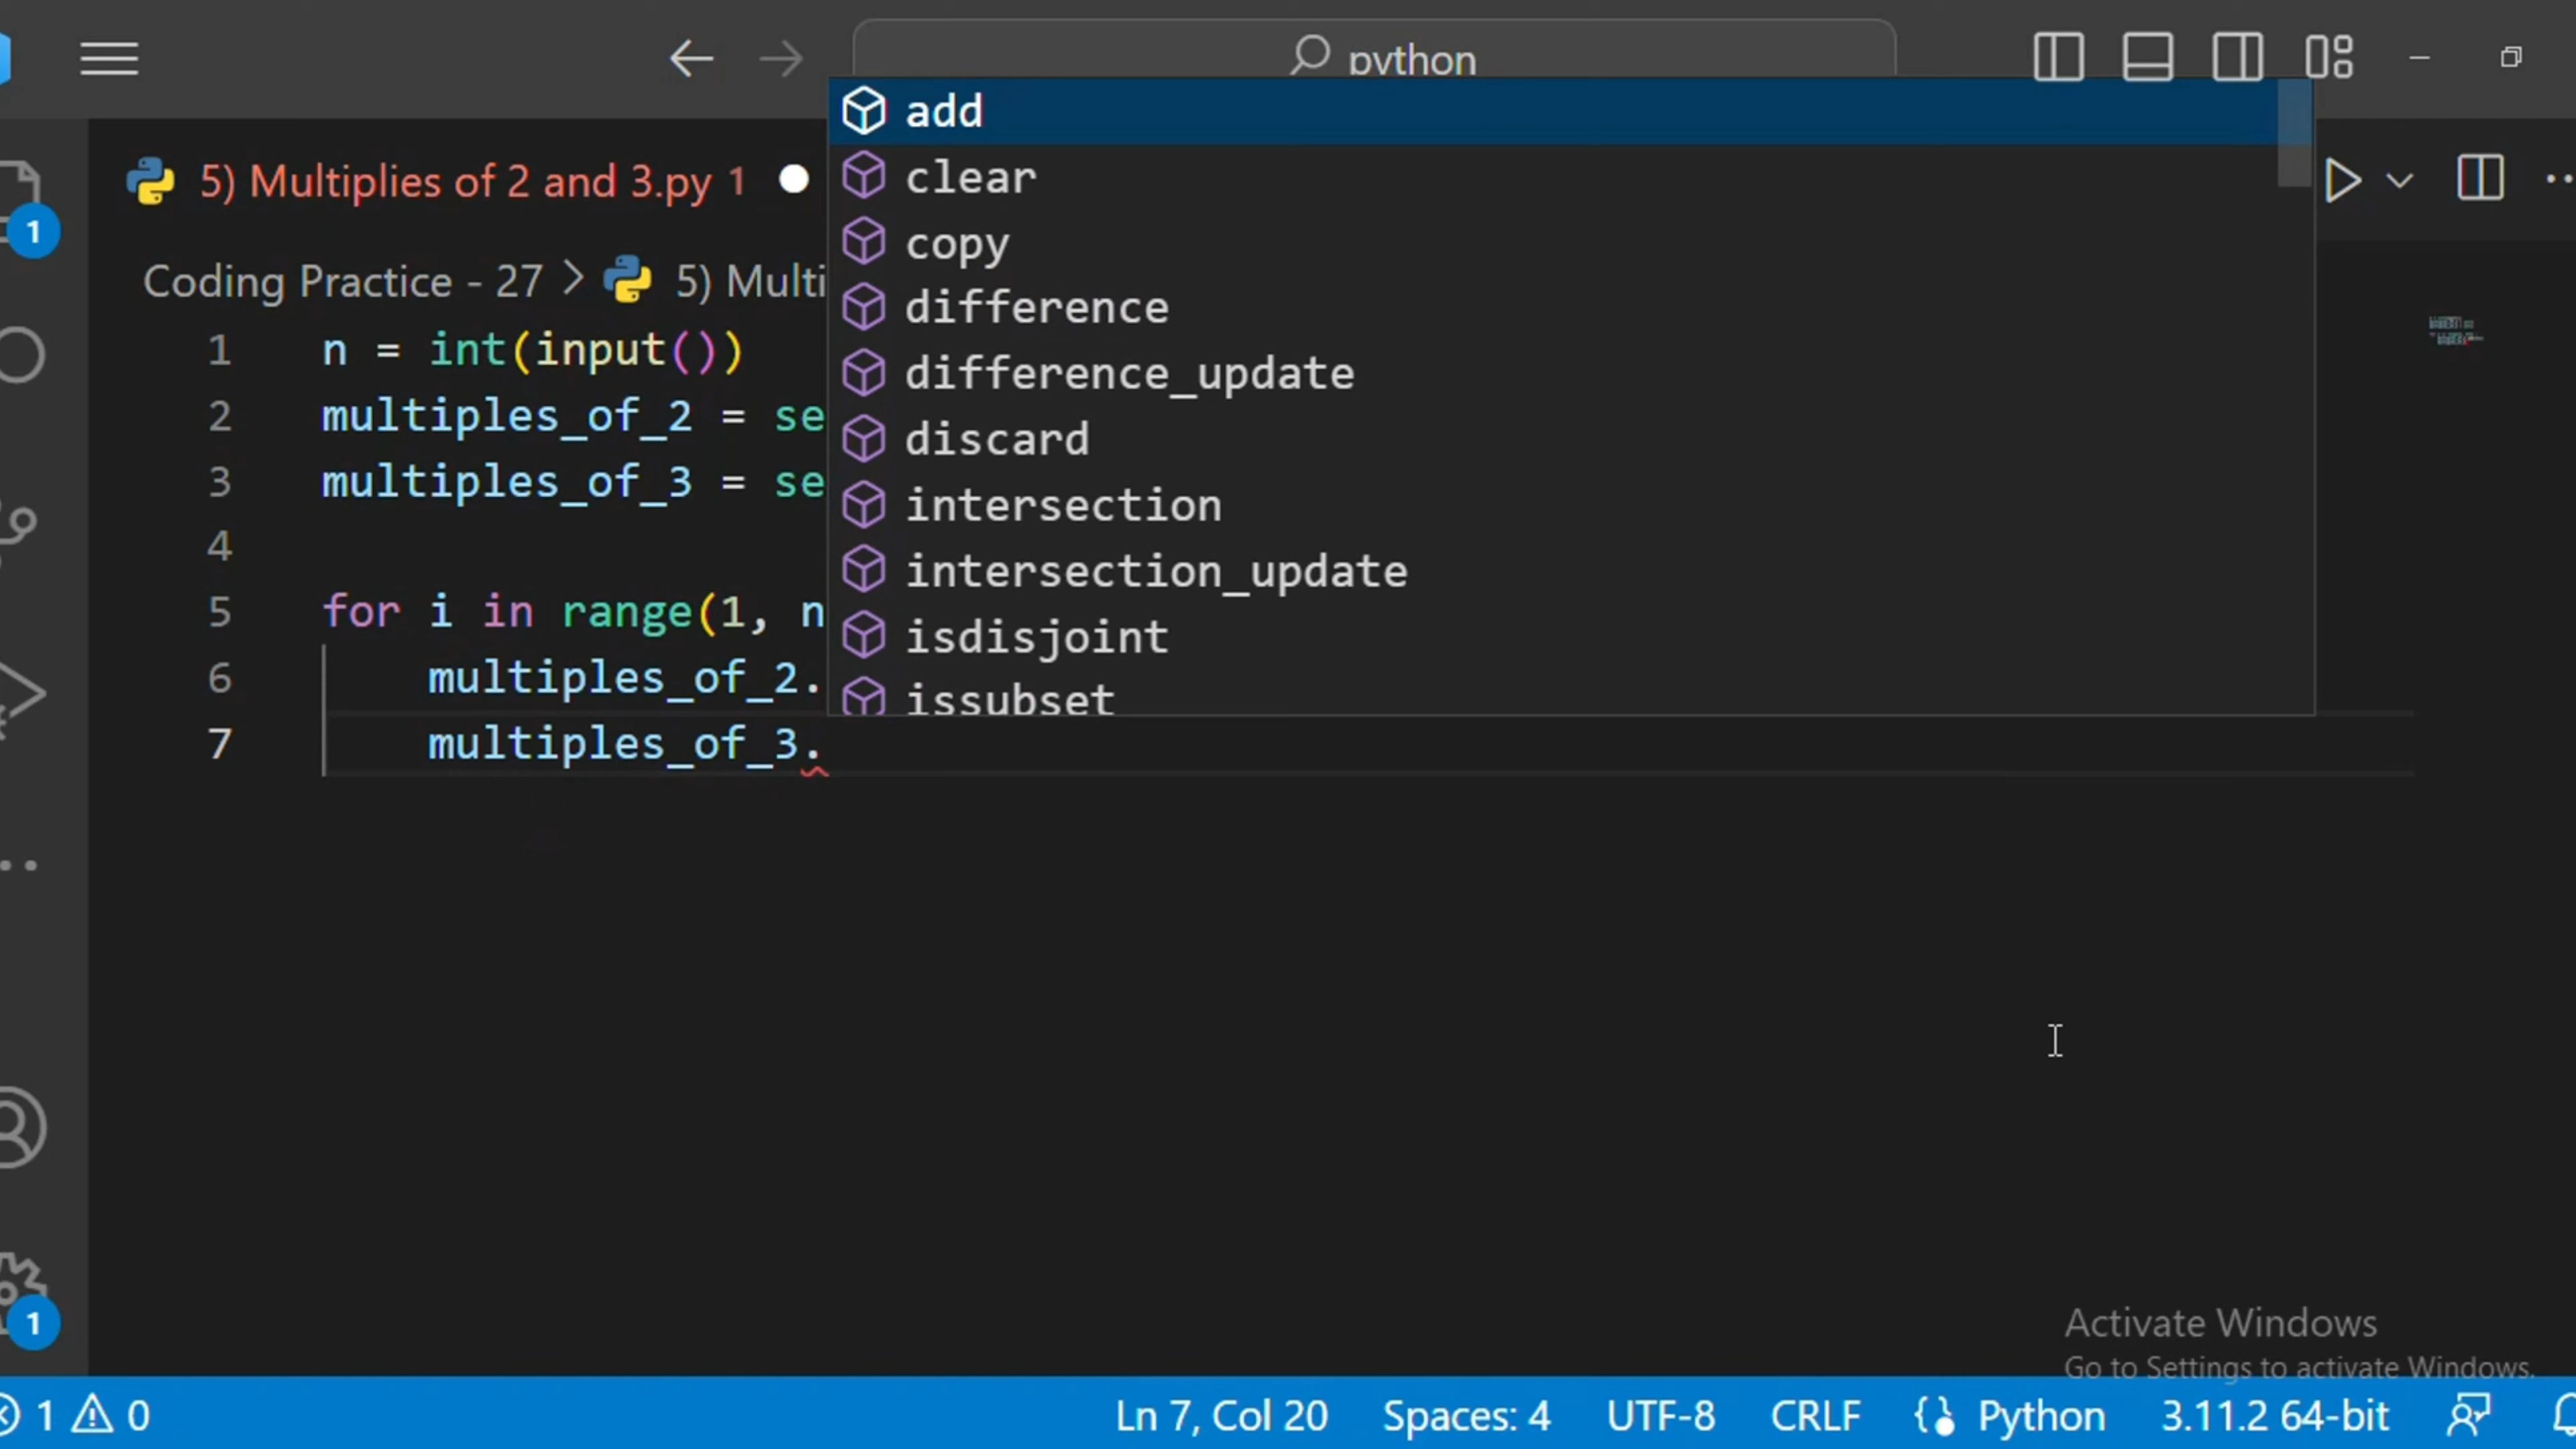 python
5) Multiplies of 2 and 3.py 1
Coding Practice - 27 > 5) Multi
1 n = int(input())
2 multiples_of_2 = se
3 multiples_of_3 = se
4
5 for i in range(1, n
6 multiples_of_2.
7 multiples_of_3.
add
clear
copy
difference
difference_update
discard
intersection
intersection_update
isdisjoint
issubset
1
1
Activate Windows
Go to Settings to activate Windows.
1 0 Ln 7, Col 20 Spaces: 4 UTF-8 CRLF Python 3.11.2 64-bit